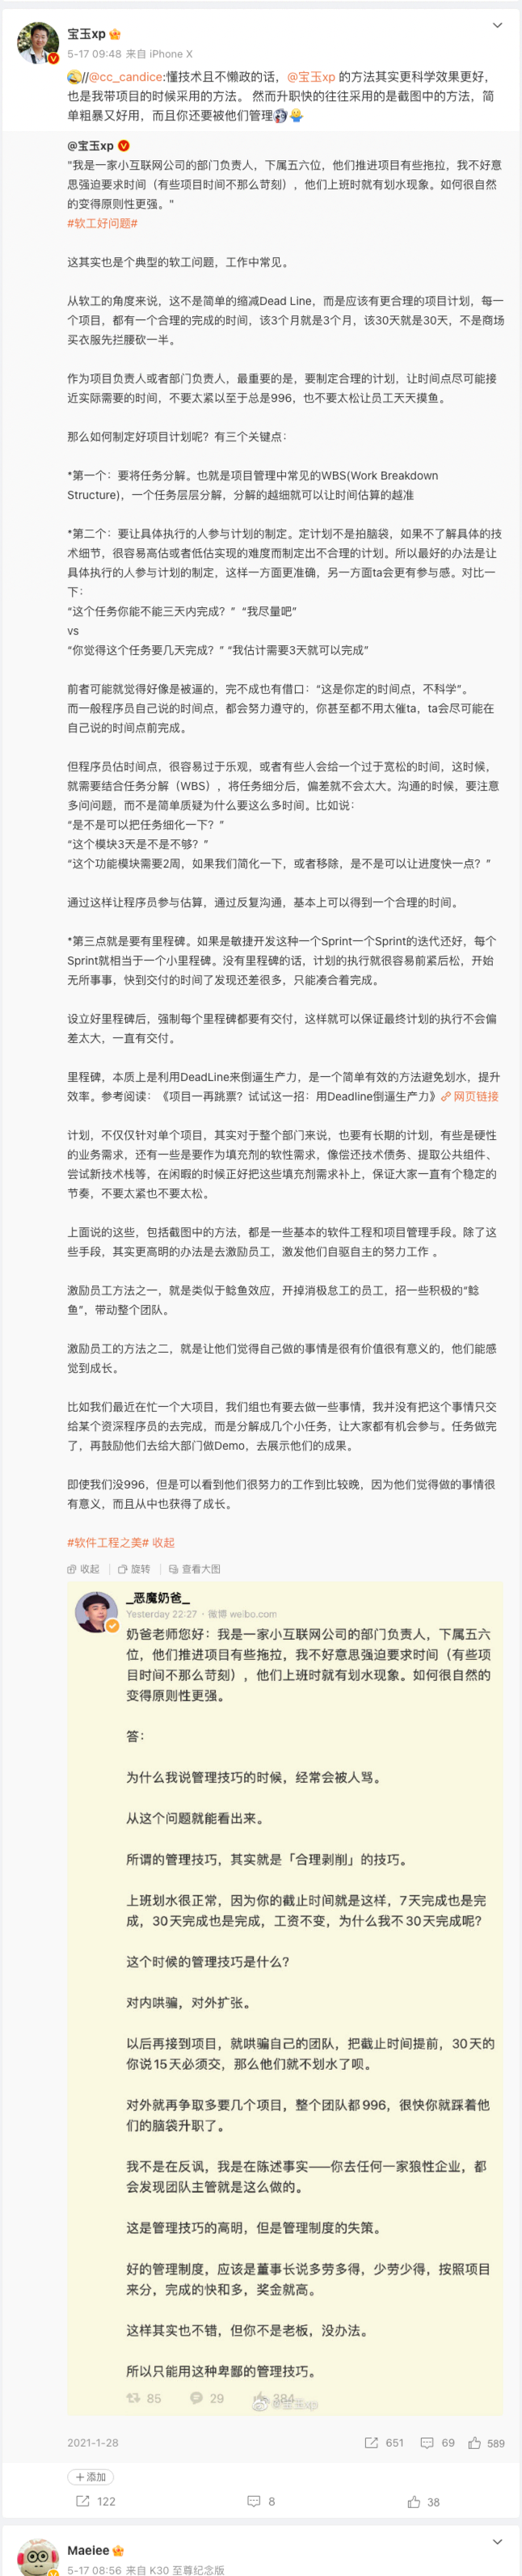 宝玉xp
5-17 09:48 来自 iPhone X
//@cc_candice:懂技术且不懒政的话，@宝玉xp 的方法其实更科学效果更好，
也是我带项目的时候采用的方法。 然而升职快的往往采用的是截图中的方法，简
单粗暴又好用，而且你还要被他们管理
@宝玉xp
"我是一家小互联网公司的部门负责人，下属五六位，他们推进项目有些拖拉，我不好意
思强迫要求时间（有些项目时间不那么苛刻），他们上班时就有划水现象。如何很自然
的变得原则性更强。"
#软工好问题#
这其实也是个典型的软工问题，工作中常见。
从软工的角度来说，这不是简单的缩减Dead Line，而是应该有更合理的项目计划，每一
个项目，都有一个合理的完成的时间，该3个月就是3个月，该30天就是30天，不是商场
买衣服先拦腰砍一半。
作为项目负责人或者部门负责人，最重要的是，要制定合理的计划，让时间点尽可能接
近实际需要的时间，不要太紧以至于总是996，也不要太松让员工天天摸鱼。
那么如何制定好项目计划呢？有三个关键点：
*第一个：要将任务分解。也就是项目管理中常见的WBS(Work Breakdown
Structure)，一个任务层层分解，分解的越细就可以让时间估算的越准
*第二个：要让具体执行的人参与计划的制定。定计划不是拍脑袋，如果不了解具体的技
术细节，很容易高估或者低估实现的难度而制定出不合理的计划。所以最好的办法是让
具体执行的人参与计划的制定，这样一方面更准确，另一方面ta会更有参与感。对比一
下：
“这个任务你能不能三天内完成？” “我尽量吧”
vs
“你觉得这个任务要几天完成？” “我估计需要3天就可以完成”
前者可能就觉得好像是被逼的，完不成也有借口：“这是你定的时间点，不科学”。
而一般程序员自己说的时间点，都会努力遵守的，你甚至都不用太催ta，ta会尽可能在
自己说的时间点前完成。
但程序员估时间点，很容易过于乐观，或者有些人会给一个过于宽松的时间，这时候，
就需要结合任务分解（WBS），将任务细分后，偏差就不会太大。沟通的时候，要注意
多问问题，而不是简单质疑为什么要这么多时间。比如说：
“是不是可以把任务细化一下？”
“这个模块3天是不是不够？”
“这个功能模块需要2周，如果我们简化一下，或者移除，是不是可以让进度快一点？”
通过这样让程序员参与估算，通过反复沟通，基本上可以得到一个合理的时间。
*第三点就是要有里程碑。如果是敏捷开发这种一个Sprint一个Sprint的迭代还好，每个
Sprint就相当于一个小里程碑。没有里程碑的话，计划的执行就很容易前紧后松，开始
无所事事，快到交付的时间了发现还差很多，只能凑合着完成。
设立好里程碑后，强制每个里程碑都要有交付，这样就可以保证最终计划的执行不会偏
差太大，一直有交付。
里程碑，本质上是利用DeadLine来倒逼生产力，是一个简单有效的方法避免划水，提升
效率。参考阅读：《项目一再跳票？试试这一招：用Deadline倒逼生产力》 网页链接
计划，不仅仅针对单个项目，其实对于整个部门来说，也要有长期的计划，有些是硬性
的业务需求，还有一些是要作为填充剂的软性需求，像偿还技术债务、提取公共组件、
尝试新技术栈等，在闲暇的时候正好把这些填充剂需求补上，保证大家一直有个稳定的
节奏，不要太紧也不要太松。
上面说的这些，包括截图中的方法，都是一些基本的软件工程和项目管理手段。除了这
些手段，其实更高明的办法是去激励员工，激发他们自驱自主的努力工作 。
激励员工方法之一，就是类似于鲶鱼效应，开掉消极怠工的员工，招一些积极的“鲶
鱼”，带动整个团队。
激励员工的方法之二，就是让他们觉得自己做的事情是很有价值很有意义的，他们能感
觉到成长。
比如我们最近在忙一个大项目，我们组也有要去做一些事情，我并没有把这个事情只交
给某个资深程序员的去完成，而是分解成几个小任务，让大家都有机会参与。任务做完
了，再鼓励他们去给大部门做Demo，去展示他们的成果。
即使我们没996，但是可以看到他们很努力的工作到比较晚，因为他们觉得做的事情很
有意义，而且从中也获得了成长。
#软件工程之美# 收起
收起 旋转 查看大图
_恶魔奶爸_
Yesterday 22:27 · 微博 weibo.com
奶爸老师您好：我是一家小互联网公司的部门负责人，下属五六
位，他们推进项目有些拖拉，我不好意思强迫要求时间（有些项
目时间不那么苛刻），他们上班时就有划水现象。如何很自然的
变得原则性更强。
答：
为什么我说管理技巧的时候，经常会被人骂。
从这个问题就能看出来。
所谓的管理技巧，其实就是「合理剥削」的技巧。
上班划水很正常，因为你的截止时间就是这样，7天完成也是完
成，30天完成也是完成，工资不变，为什么我不30天完成呢？
这个时候的管理技巧是什么？
对内哄骗，对外扩张。
以后再接到项目，就哄骗自己的团队，把截止时间提前，30天的
你说15天必须交，那么他们就不划水了呗。
对外就再争取多要几个项目，整个团队都996，很快你就踩着他
们的脑袋升职了。
我不是在反讽，我是在陈述事实——你去任何一家狼性企业，都
会发现团队主管就是这么做的。
这是管理技巧的高明，但是管理制度的失策。
好的管理制度，应该是董事长说多劳多得，少劳少得，按照项目
来分，完成的快和多，奖金就高。
这样其实也不错，但你不是老板，没办法。
所以只能用这种卑鄙的管理技巧。
85 29 384
@宝玉xp
2021-1-28 651 69 589
+添加
122 8 38
Maeiee
5-17 08:56 来自 K30 至尊纪念版